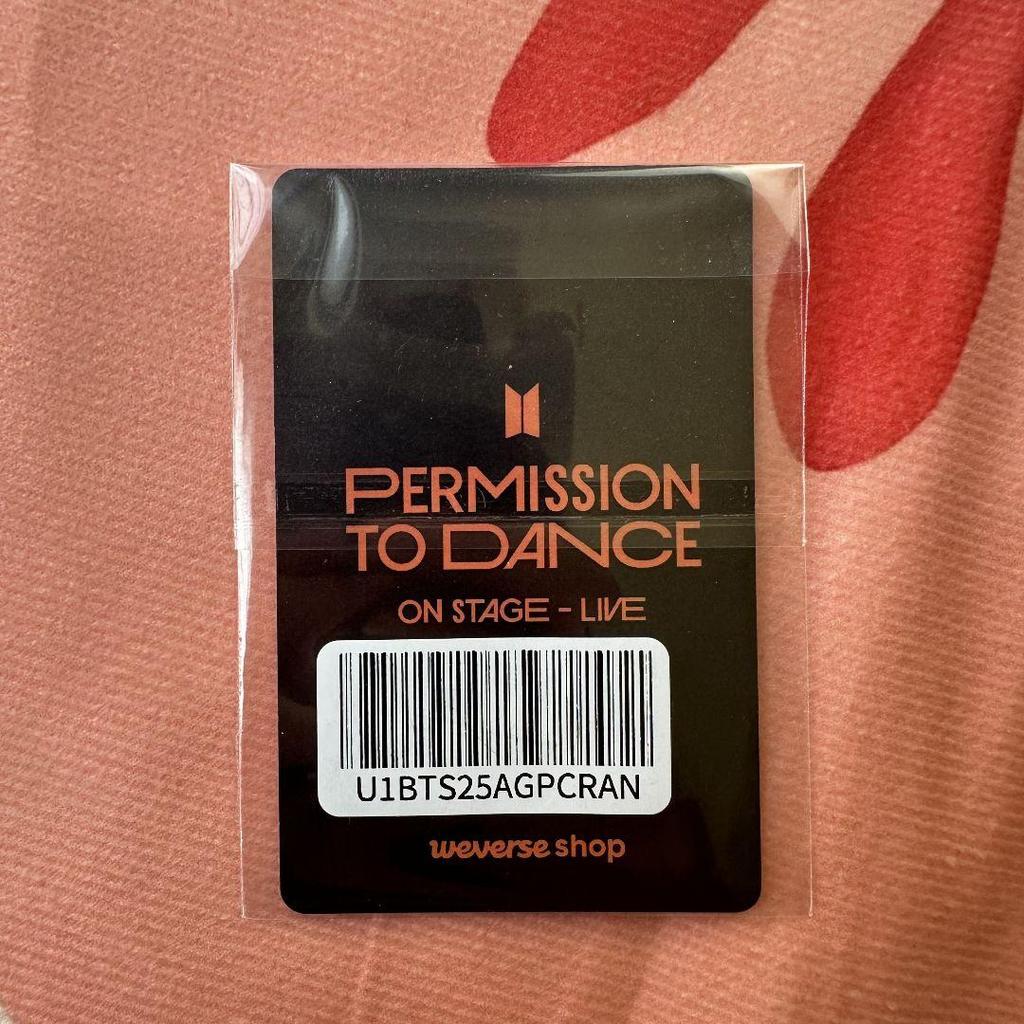 PERMISSION
TO DANCE
ON STAGE - LIVE
U1BTS25AGPCRAN
weverse shop